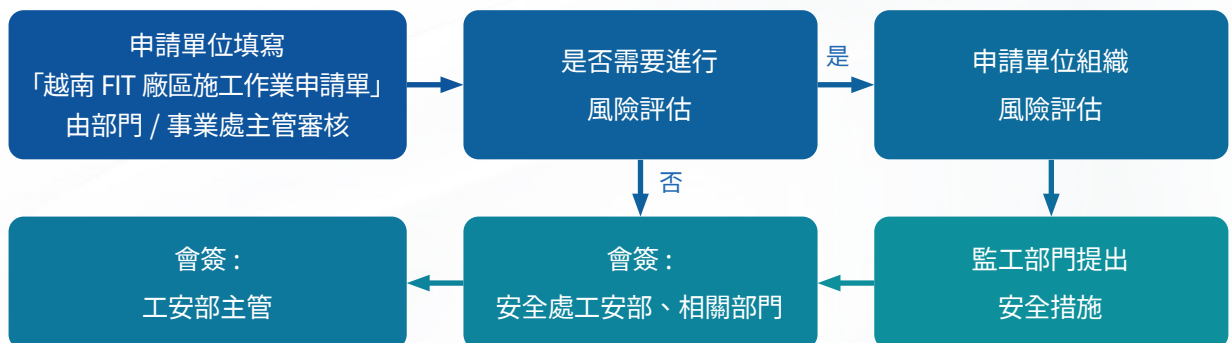 申請單位填寫
「越南 FIT 廠區施工作業申請單」
由部門 / 事業處主管審核
是否需要進行
風險評估
是
申請單位組織
風險評估
否
會簽 :
工安部主管
會簽 :
安全處工安部、相關部門
監工部門提出
安全措施